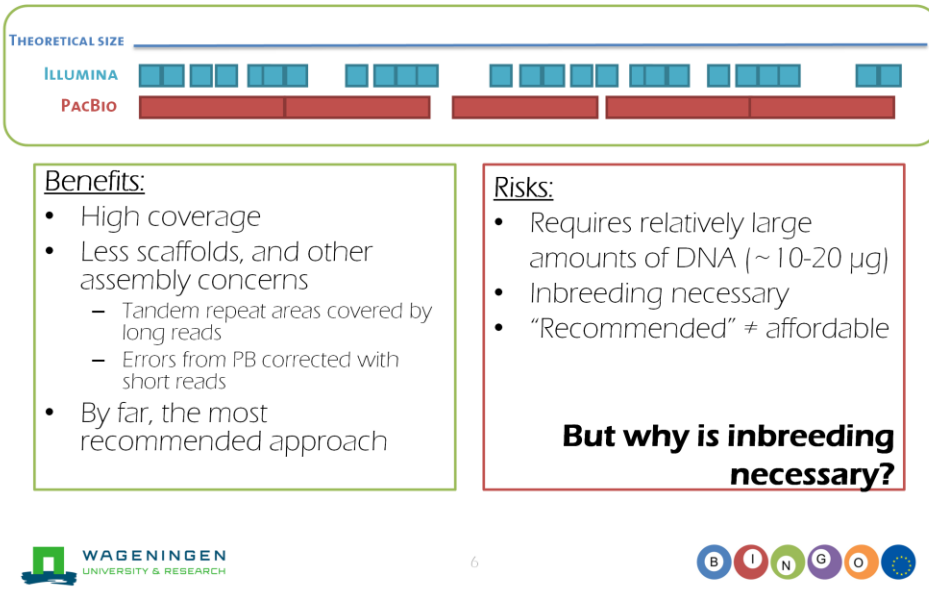 THEORETICAL SIZE
ILLUMINA
PACBIO
Benefits:
• High coverage
• Less scaffolds, and other
assembly concerns
– Tandem repeat areas covered by
long reads
– Errors from PB corrected with
short reads
• By far, the most
recommended approach
Risks:
• Requires relatively large
amounts of DNA (~10-20 µg)
• Inbreeding necessary
• “Recommended” ≠ affordable
But why is inbreeding
necessary?
WAGENINGEN
UNIVERSITY & RESEARCH
6
B I N G O